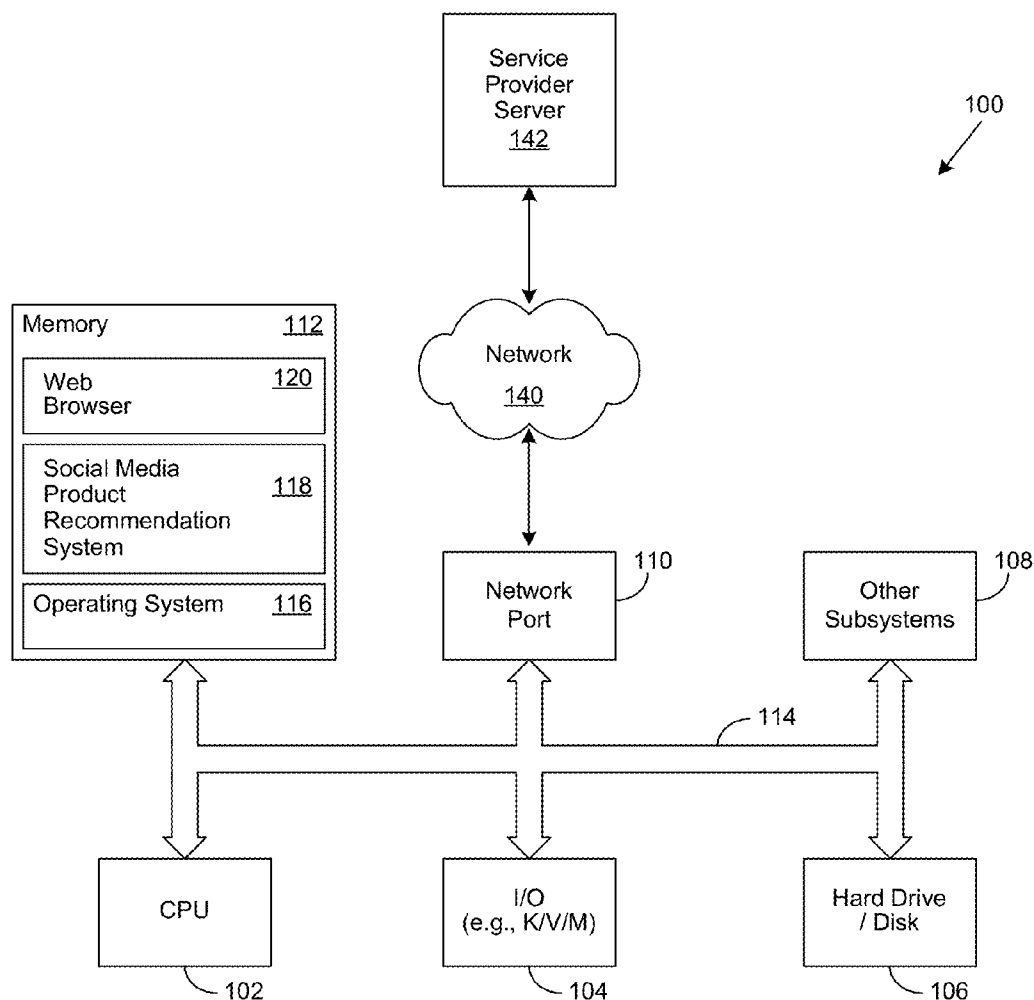 Service
Provider
Server
142
100
Memory 112
Web 120
Browser
Social Media 118
Product
Recommendation
System
Operating System 116
Network
140
Network
Port
110
Other
Subsystems
108
114
CPU
102
I/O
(e.g., K/V/M)
104
Hard Drive
/ Disk
106